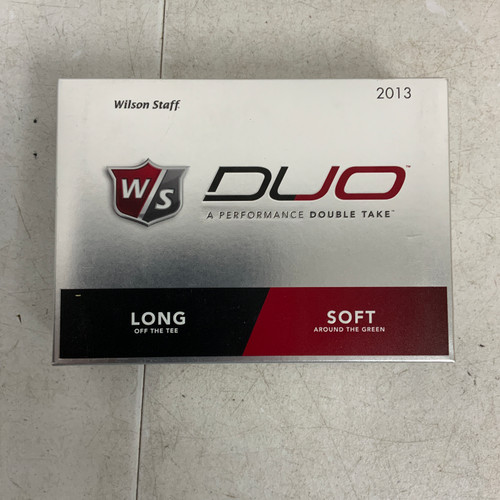 2013
Wilson Staff
W/S
DUO™
A PERFORMANCE DOUBLE TAKE™
LONG
OFF THE TEE
SOFT
AROUND THE GREEN